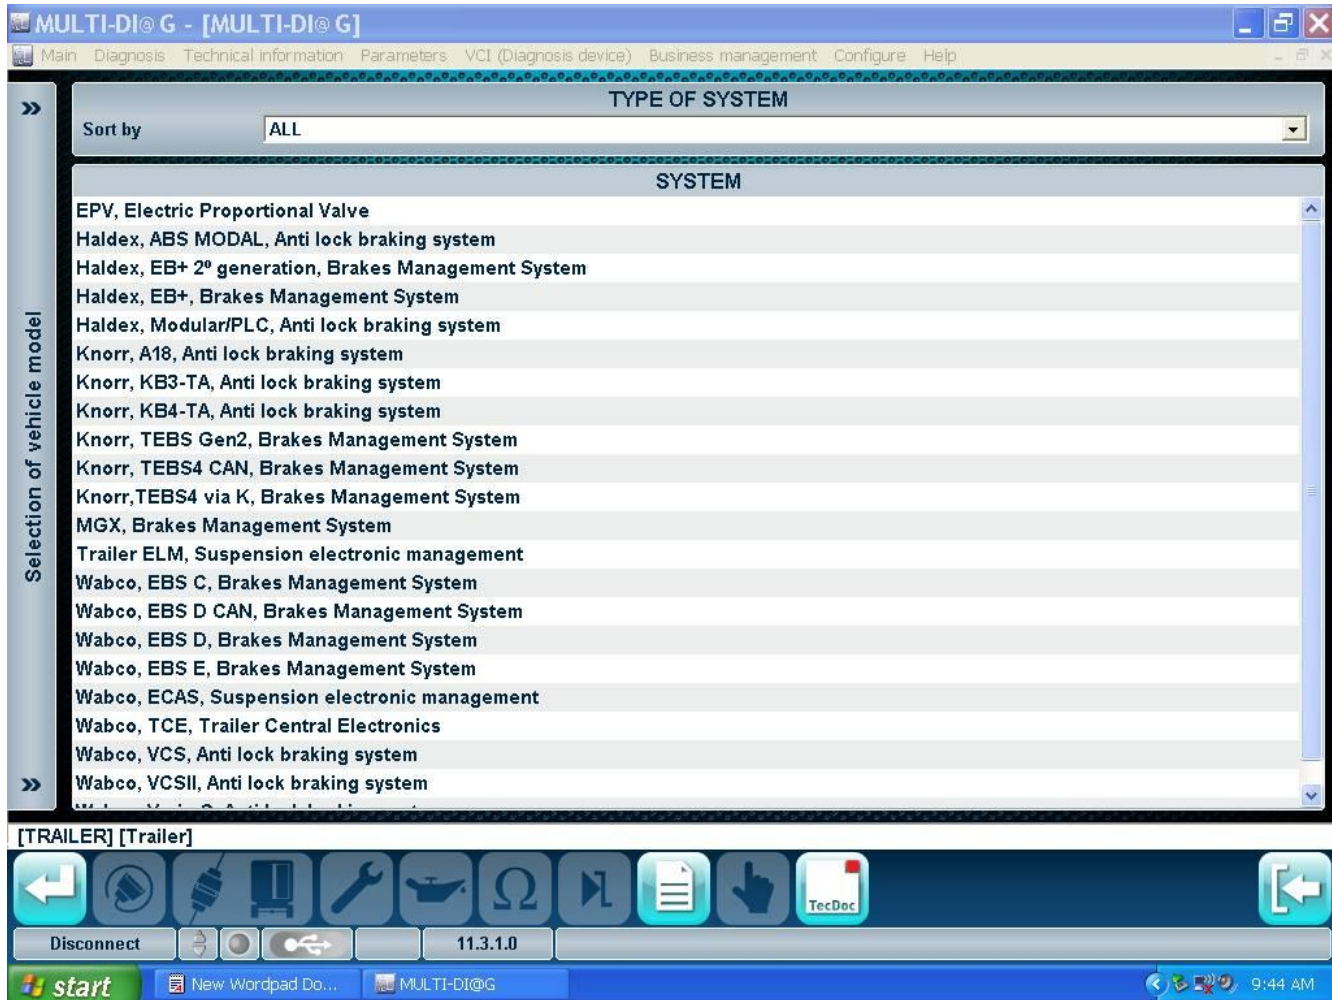 MULTI-DI@G - [MULTI-DI@G]
Main Diagnosis Technical information Parameters VCI (Diagnosis device) Business management Configure Help
TYPE OF SYSTEM
Sort by ALL
SYSTEM
EPV, Electric Proportional Valve
Haldex, ABS MODAL, Anti lock braking system
Haldex, EB+ 2º generation, Brakes Management System
Haldex, EB+, Brakes Management System
Haldex, Modular/PLC, Anti lock braking system
Knorr, A18, Anti lock braking system
Knorr, KB3-TA, Anti lock braking system
Knorr, KB4-TA, Anti lock braking system
Knorr, TEBS Gen2, Brakes Management System
Knorr, TEBS4 CAN, Brakes Management System
Knorr,TEBS4 via K, Brakes Management System
MGX, Brakes Management System
Trailer ELM, Suspension electronic management
Wabco, EBS C, Brakes Management System
Wabco, EBS D CAN, Brakes Management System
Wabco, EBS D, Brakes Management System
Wabco, EBS E, Brakes Management System
Wabco, ECAS, Suspension electronic management
Wabco, TCE, Trailer Central Electronics
Wabco, VCS, Anti lock braking system
Wabco, VCSII, Anti lock braking system
Selection of vehicle model
[TRAILER] [Trailer]
TecDoc
Disconnect 11.3.1.0
start New Wordpad Do... MULTI-DI@G 9:44 AM